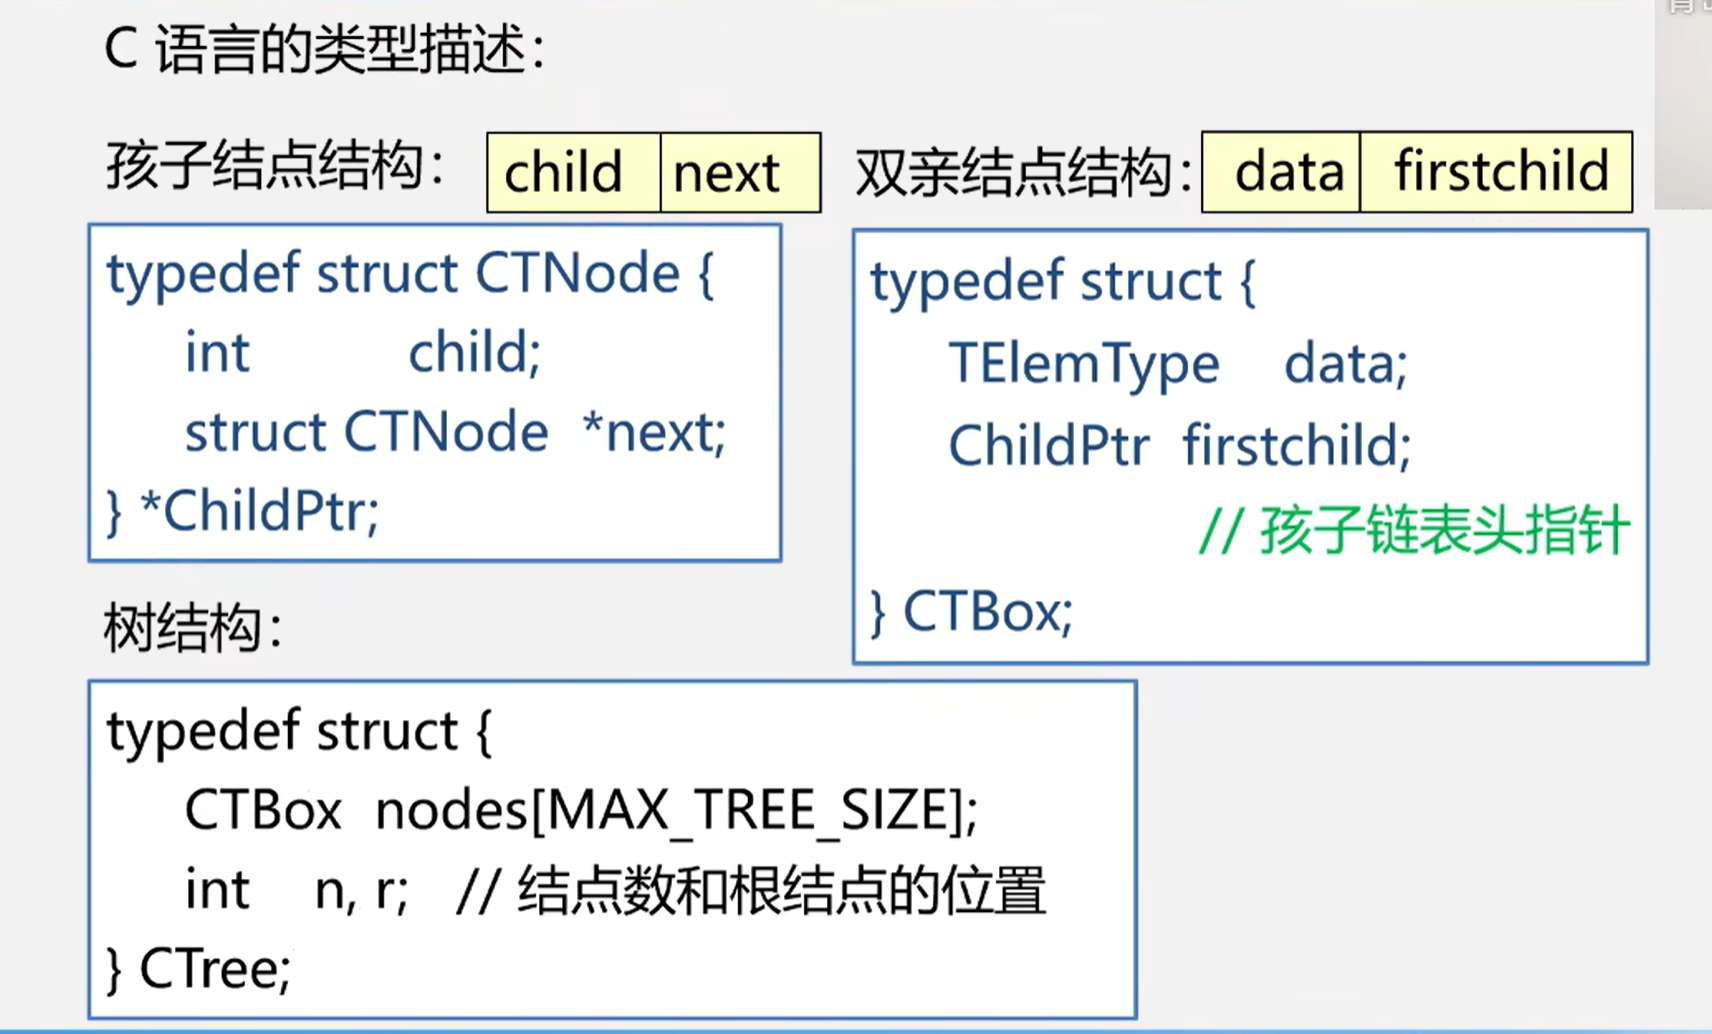 C 语言的类型描述：
孩子结点结构：
child next
双亲结点结构：
data firstchild
typedef struct CTNode {
int child;
struct CTNode *next;
} *ChildPtr;
typedef struct {
TElemType data;
ChildPtr firstchild;
// 孩子链表头指针
} CTBox;
树结构：
typedef struct {
CTBox nodes[MAX_TREE_SIZE];
int n, r; // 结点数和根结点的位置
} CTree;